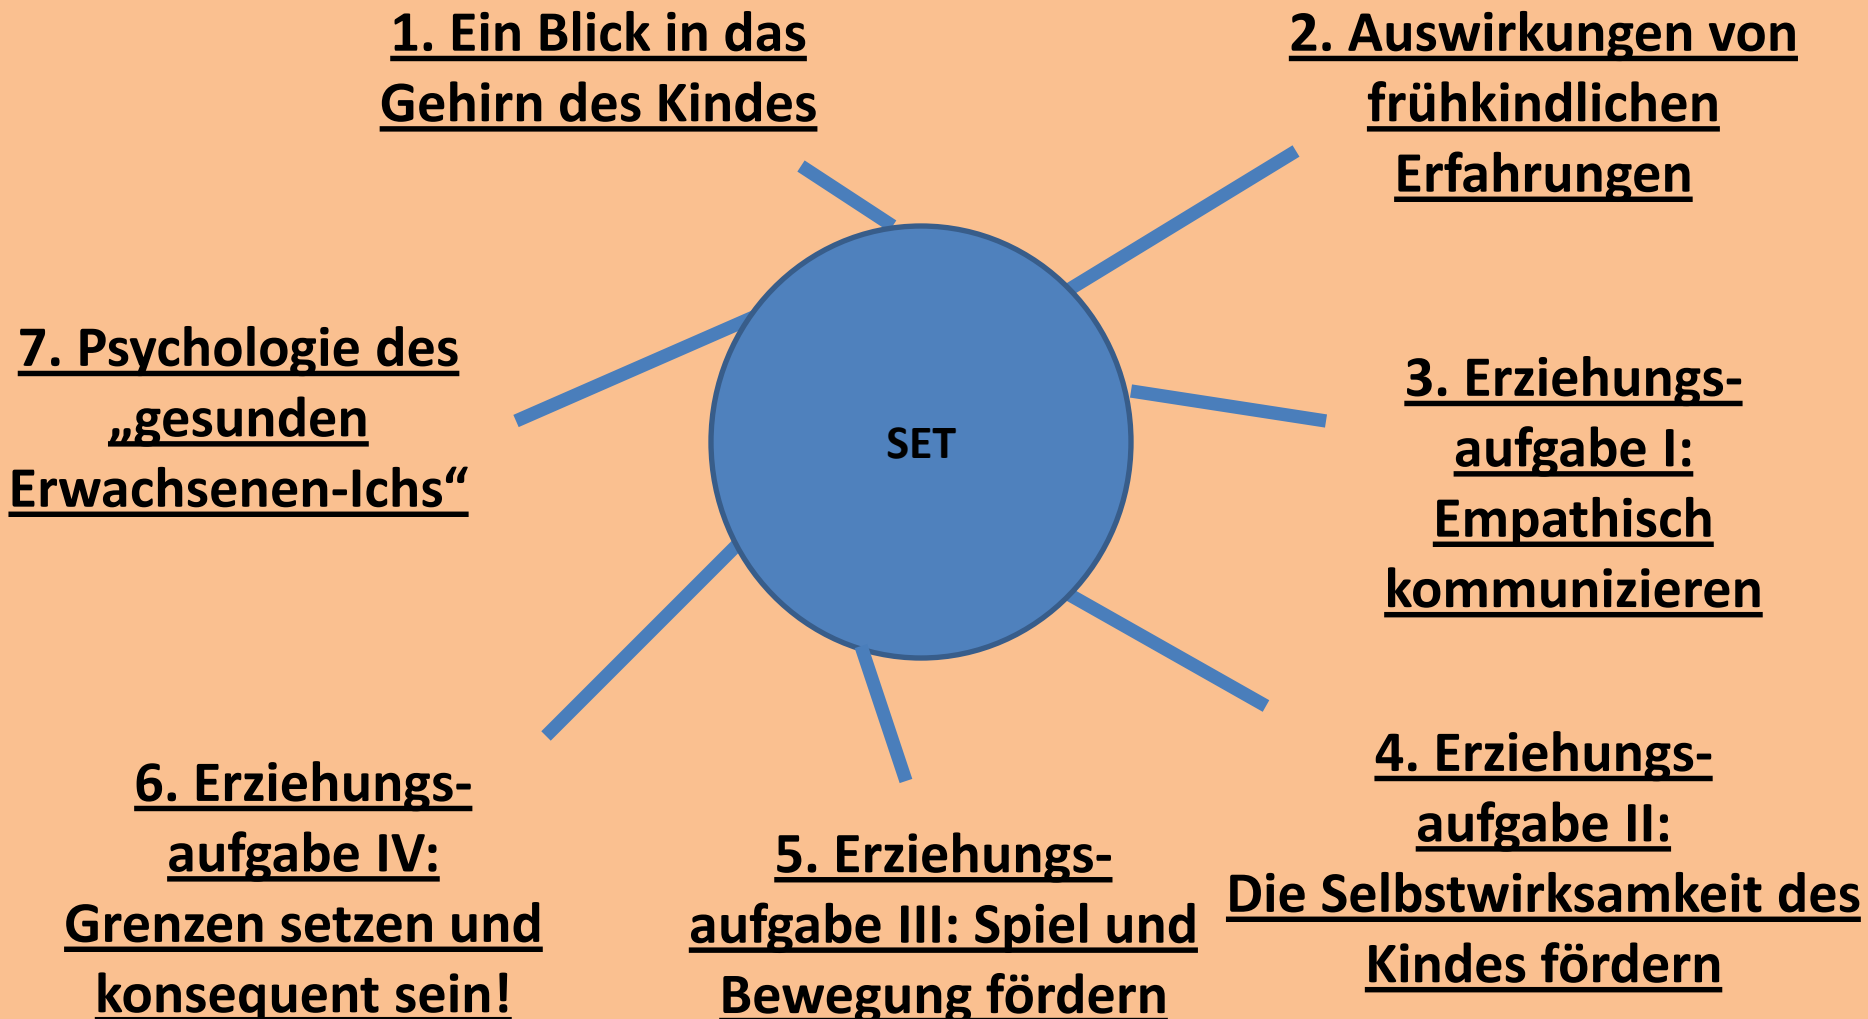 1. Ein Blick in das
Gehirn des Kindes
2. Auswirkungen von
frühkindlichen
Erfahrungen
3. Erziehungs-
aufgabe I:
Empathisch
kommunizieren
4. Erziehungs-
aufgabe II:
Die Selbstwirksamkeit des
Kindes fördern
5. Erziehungs-
aufgabe III: Spiel und
Bewegung fördern
6. Erziehungs-
aufgabe IV:
Grenzen setzen und
konsequent sein!
7. Psychologie des
„gesunden
Erwachsenen-Ichs“
SET